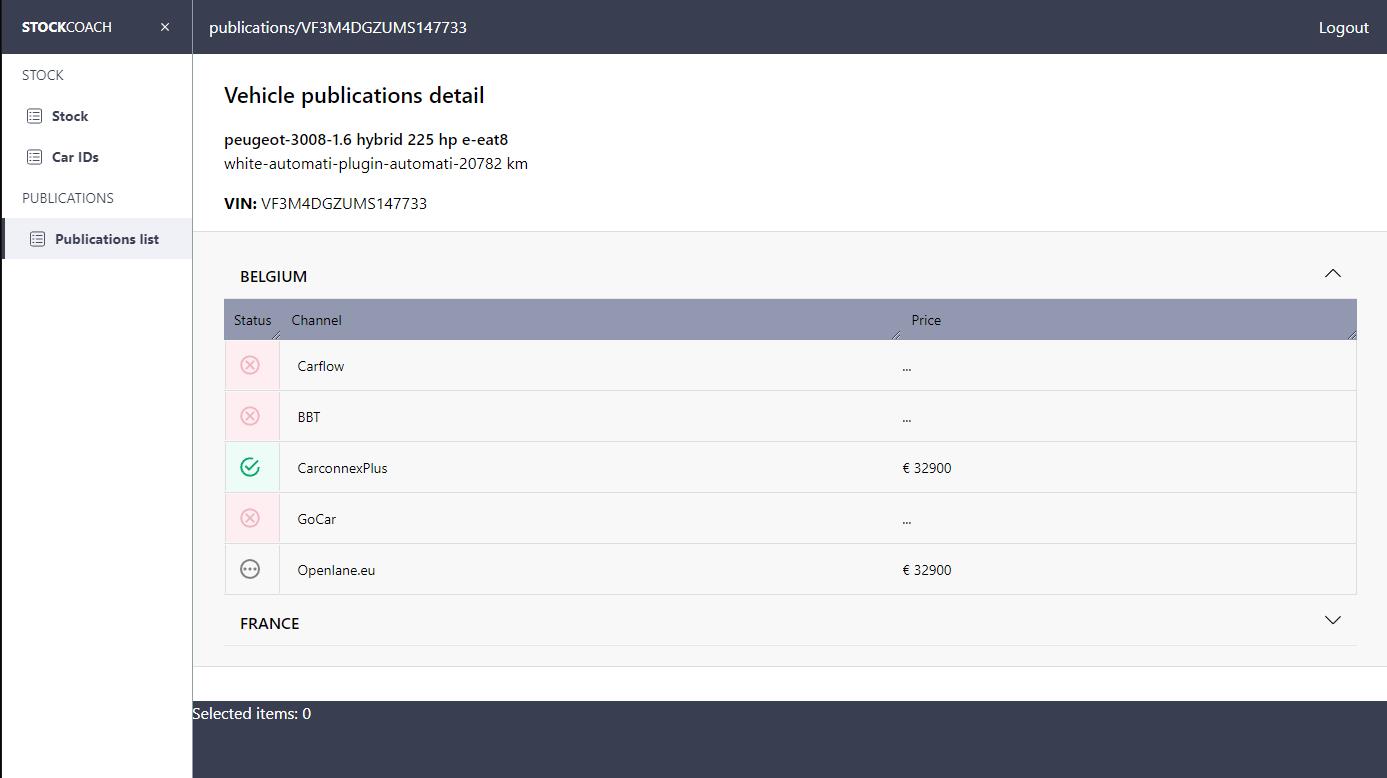 STOCKCOACH ×
publications/VF3M4DGZUMS147733
Logout
STOCK
Stock
Car IDs
PUBLICATIONS
Publications list
Vehicle publications detail
peugeot-3008-1.6 hybrid 225 hp e-eat8
white-automati-plugin-automati-20782 km
VIN: VF3M4DGZUMS147733
BELGIUM
Status Channel Price
Carflow ...
BBT ...
CarconnexPlus € 32900
GoCar ...
Openlane.eu € 32900
FRANCE
Selected items: 0